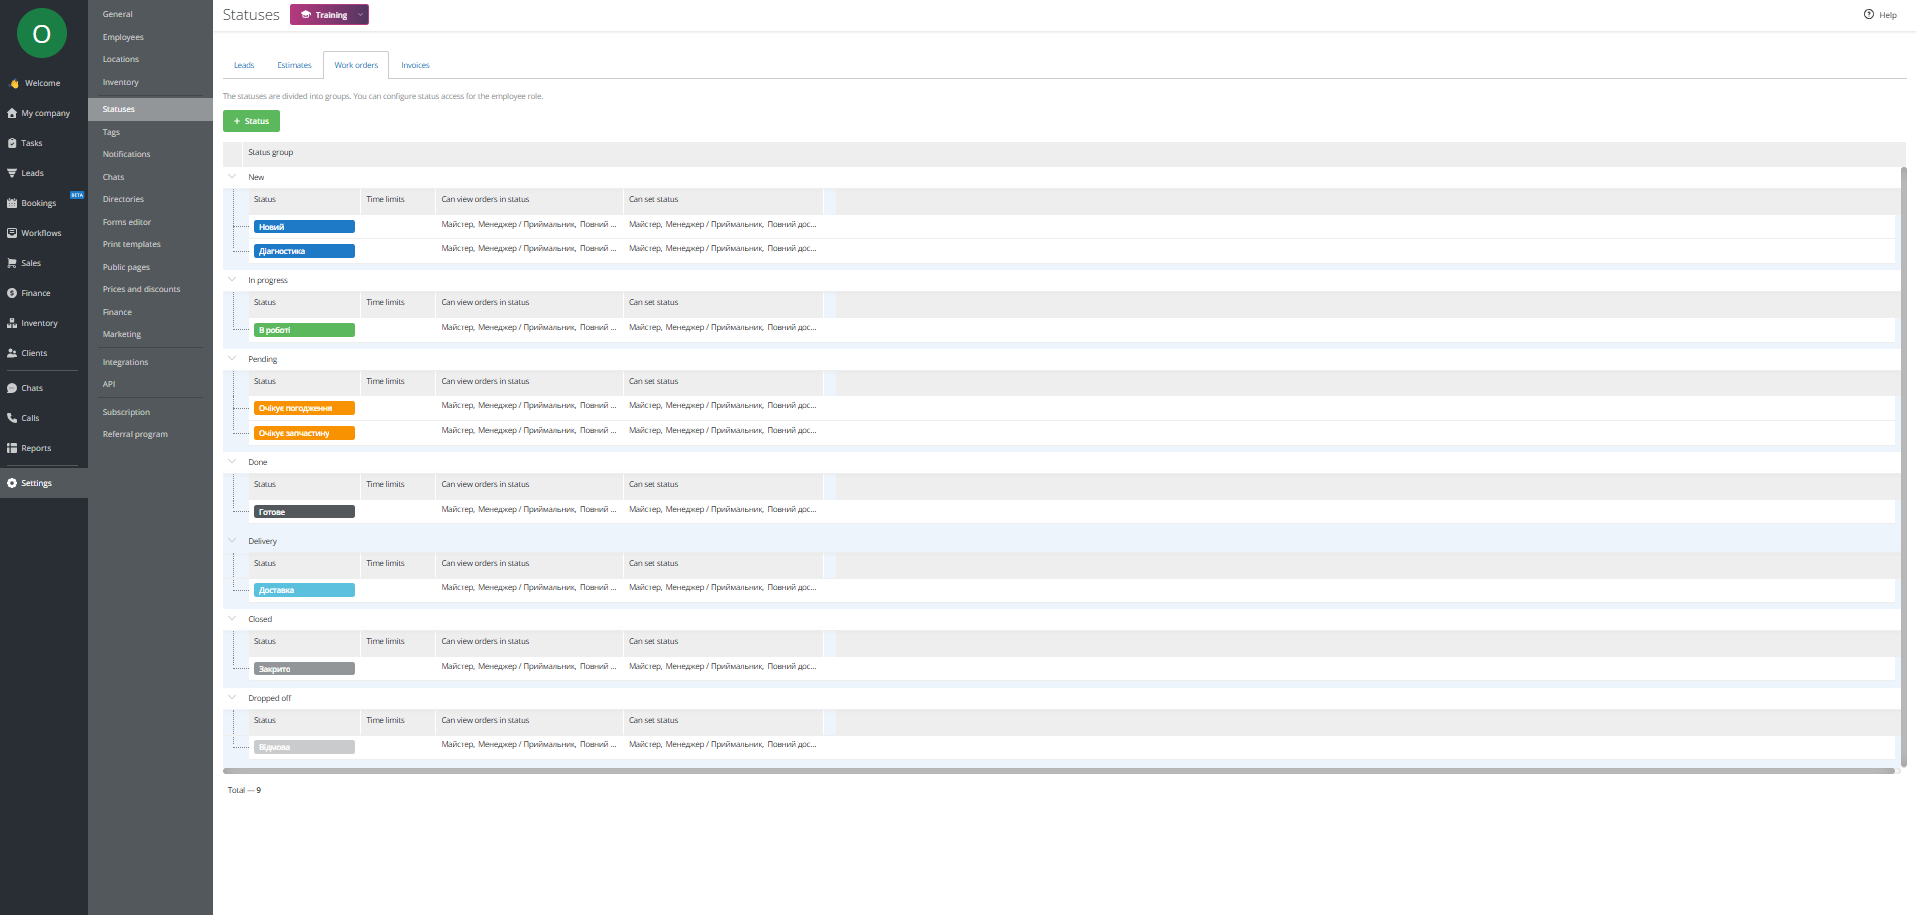 O
Welcome
My company
Tasks
Leads
BETA
Bookings
Workflows
Sales
Finance
Inventory
Clients
Chats
Calls
Reports
Settings
General
Employees
Locations
Inventory
Statuses
Tags
Notifications
Chats
Directories
Forms editor
Print templates
Public pages
Prices and discounts
Finance
Marketing
Integrations
API
Subscription
Referral program
Statuses Training Help
Leads Estimates Work orders Invoices
The statuses are divided into groups. You can configure status access for the employee role.
+ Status
Status group
New
Status Time limits Can view orders in status Can set status
Новий Майстер, Менеджер / Приймальник, Повний ... Майстер, Менеджер / Приймальник, Повний дос...
Діагностика Майстер, Менеджер / Приймальник, Повний ... Майстер, Менеджер / Приймальник, Повний дос...
In progress
Status Time limits Can view orders in status Can set status
В роботі Майстер, Менеджер / Приймальник, Повний ... Майстер, Менеджер / Приймальник, Повний дос...
Pending
Status Time limits Can view orders in status Can set status
Очікує погодження Майстер, Менеджер / Приймальник, Повний ... Майстер, Менеджер / Приймальник, Повний дос...
Очікує запчастину Майстер, Менеджер / Приймальник, Повний ... Майстер, Менеджер / Приймальник, Повний дос...
Done
Status Time limits Can view orders in status Can set status
Готове Майстер, Менеджер / Приймальник, Повний ... Майстер, Менеджер / Приймальник, Повний дос...
Delivery
Status Time limits Can view orders in status Can set status
Доставка Майстер, Менеджер / Приймальник, Повний ... Майстер, Менеджер / Приймальник, Повний дос...
Closed
Status Time limits Can view orders in status Can set status
Закрито Майстер, Менеджер / Приймальник, Повний ... Майстер, Менеджер / Приймальник, Повний дос...
Dropped off
Status Time limits Can view orders in status Can set status
Відмова Майстер, Менеджер / Приймальник, Повний ... Майстер, Менеджер / Приймальник, Повний дос...
Total — 9